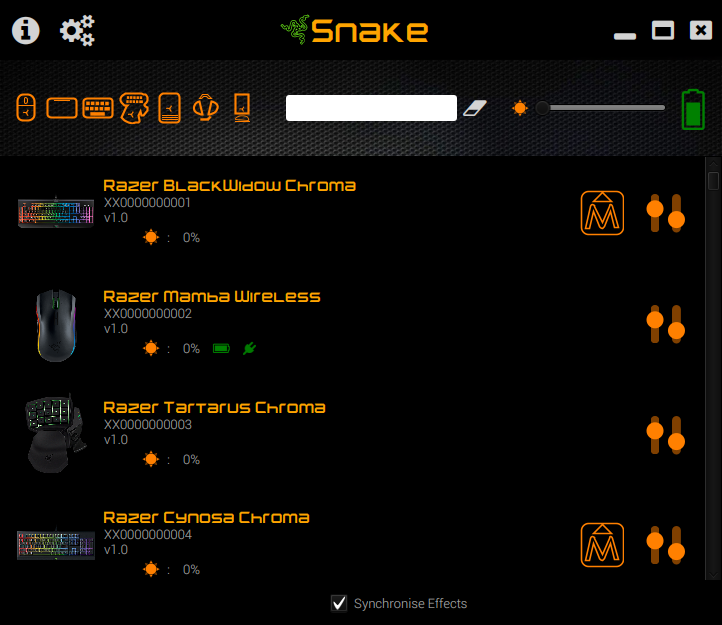 Snake
Razer BlackWidow Chroma
XX0000000001
v1.0
: 0%
Razer Mamba Wireless
XX0000000002
v1.0
: 0%
Razer Tartarus Chroma
XX0000000003
v1.0
: 0%
Razer Cynosa Chroma
XX0000000004
v1.0
: 0%
Synchronise Effects